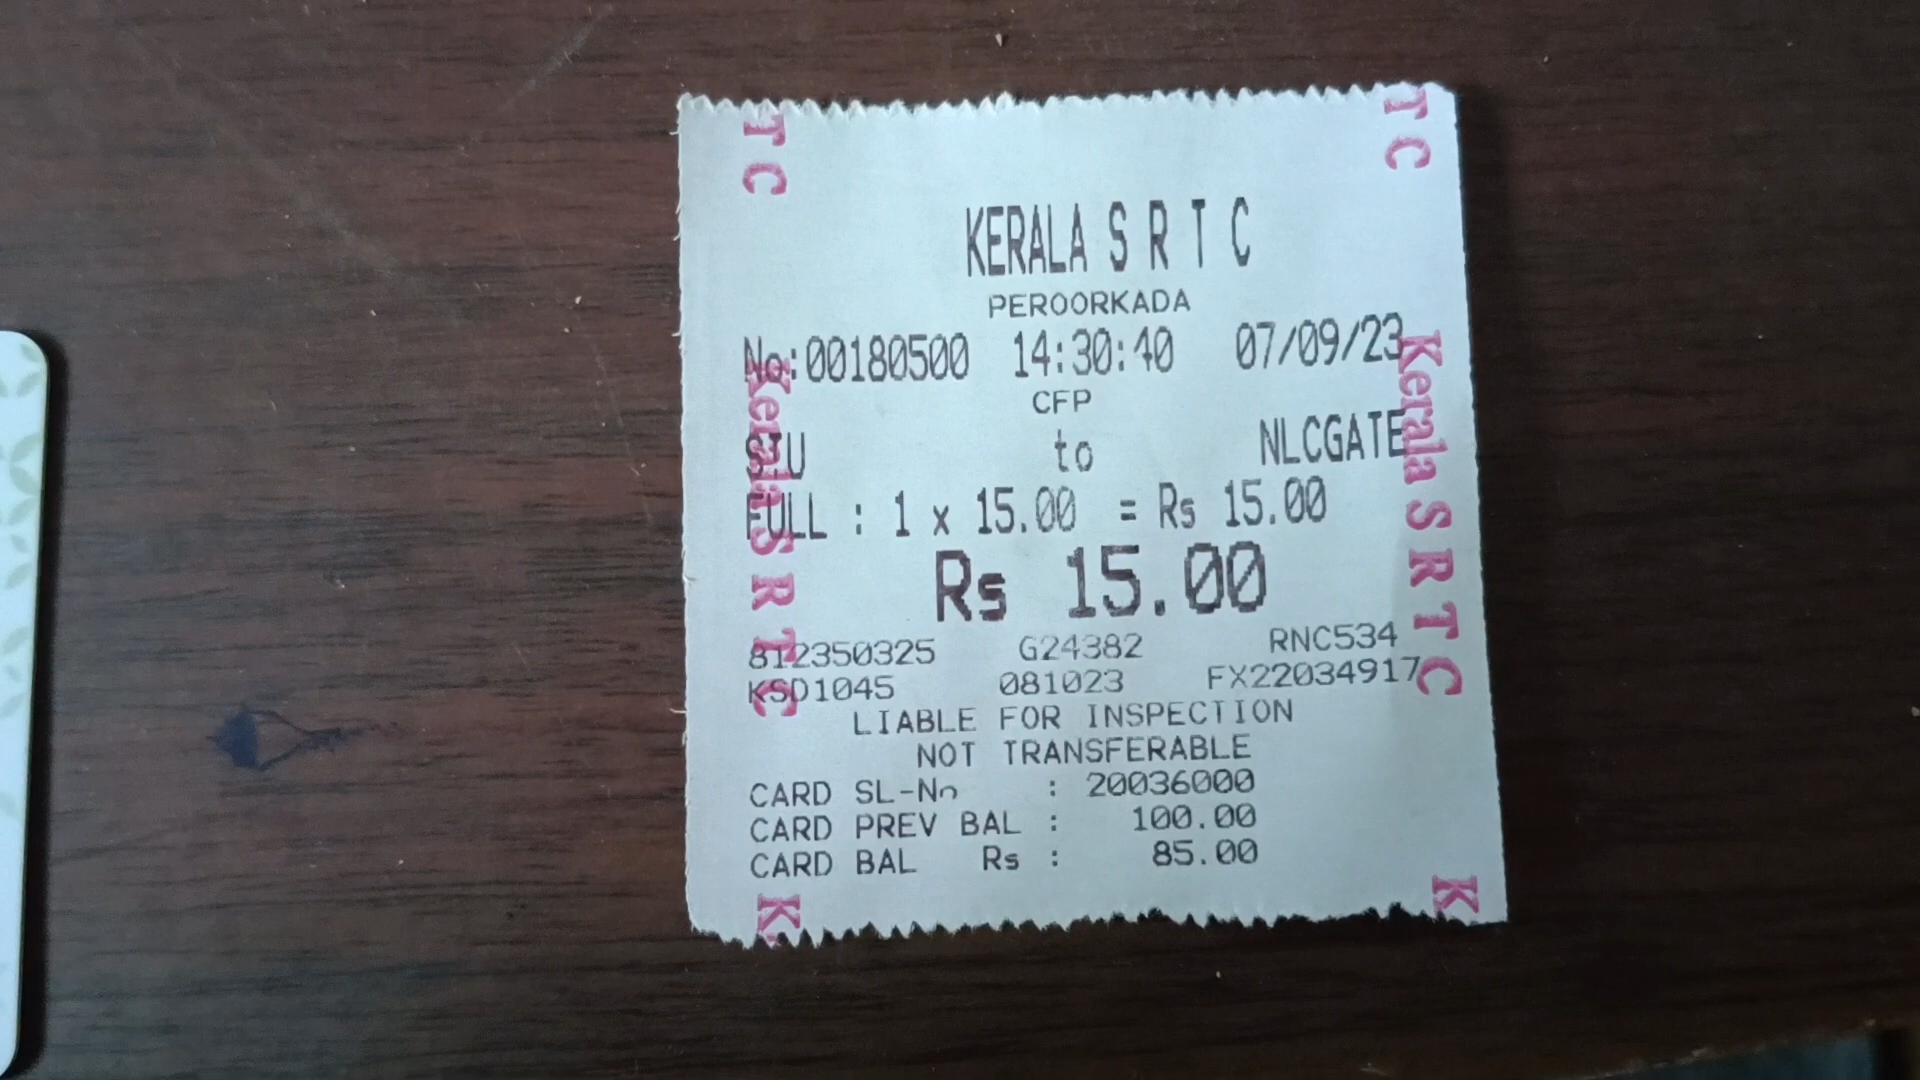 T C
T C
KERALA S R T C
PEROORKADA
No:00180500 14:30:40 07/09/23
CFP
STU to NLCGATE
FULL : 1 x 15.00 = Rs 15.00
Rs 15.00
812350325 G24382 RNC534
KSD1045 081023 FX22034917
LIABLE FOR INSPECTION
NOT TRANSFERABLE
CARD SL-No : 20036000
CARD PREV BAL : 100.00
CARD BAL Rs : 85.00
Kerala S R T C
Kerala S R T C
K
K